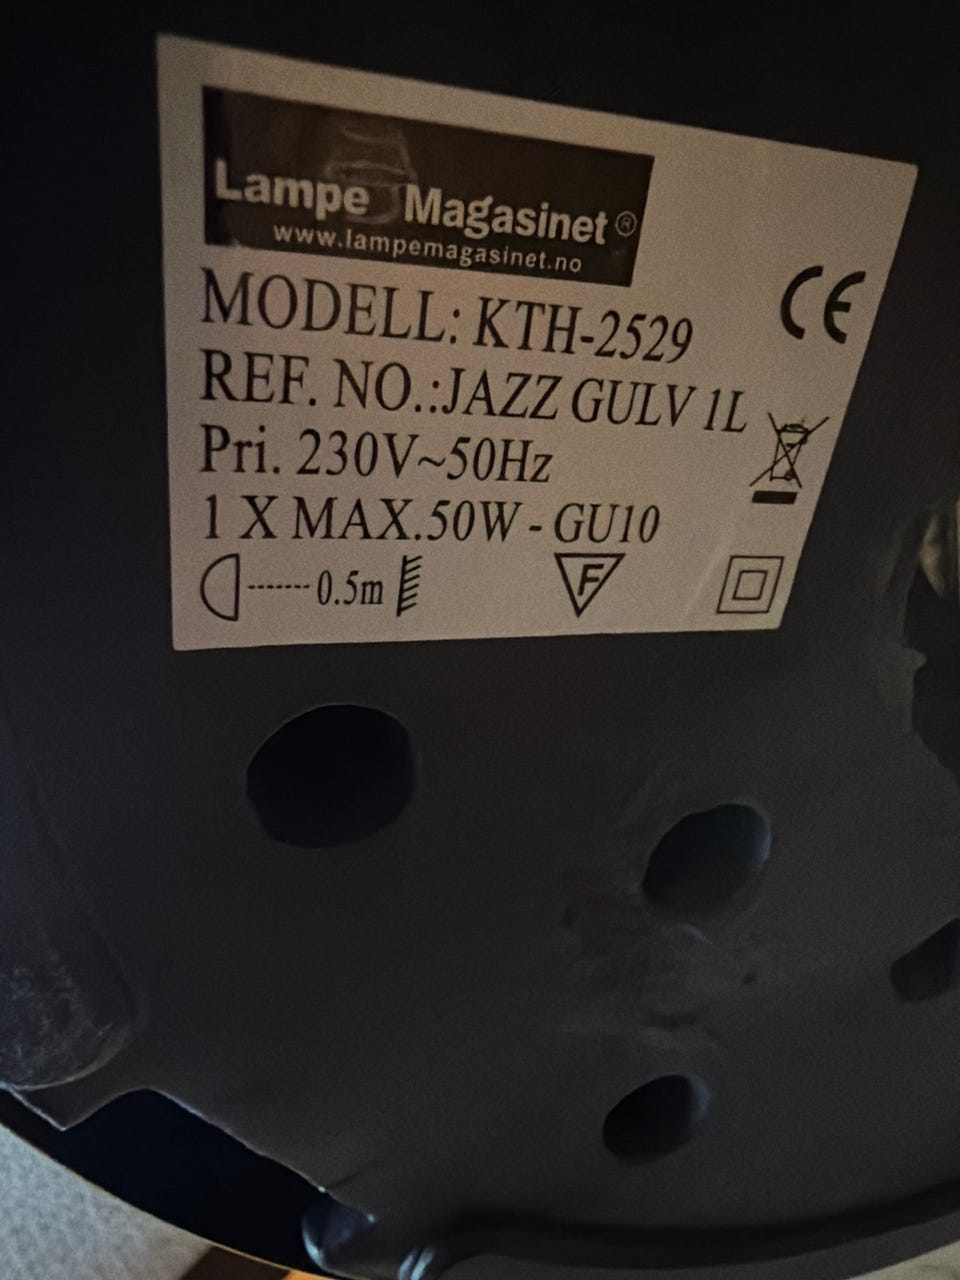 Lampe Magasinet®
www.lampemagasinet.no
MODELL: KTH-2529
REF. NO.:JAZZ GULV 1L
Pri. 230V~50Hz
1 X MAX.50W - GU10
0.5m
F
CE